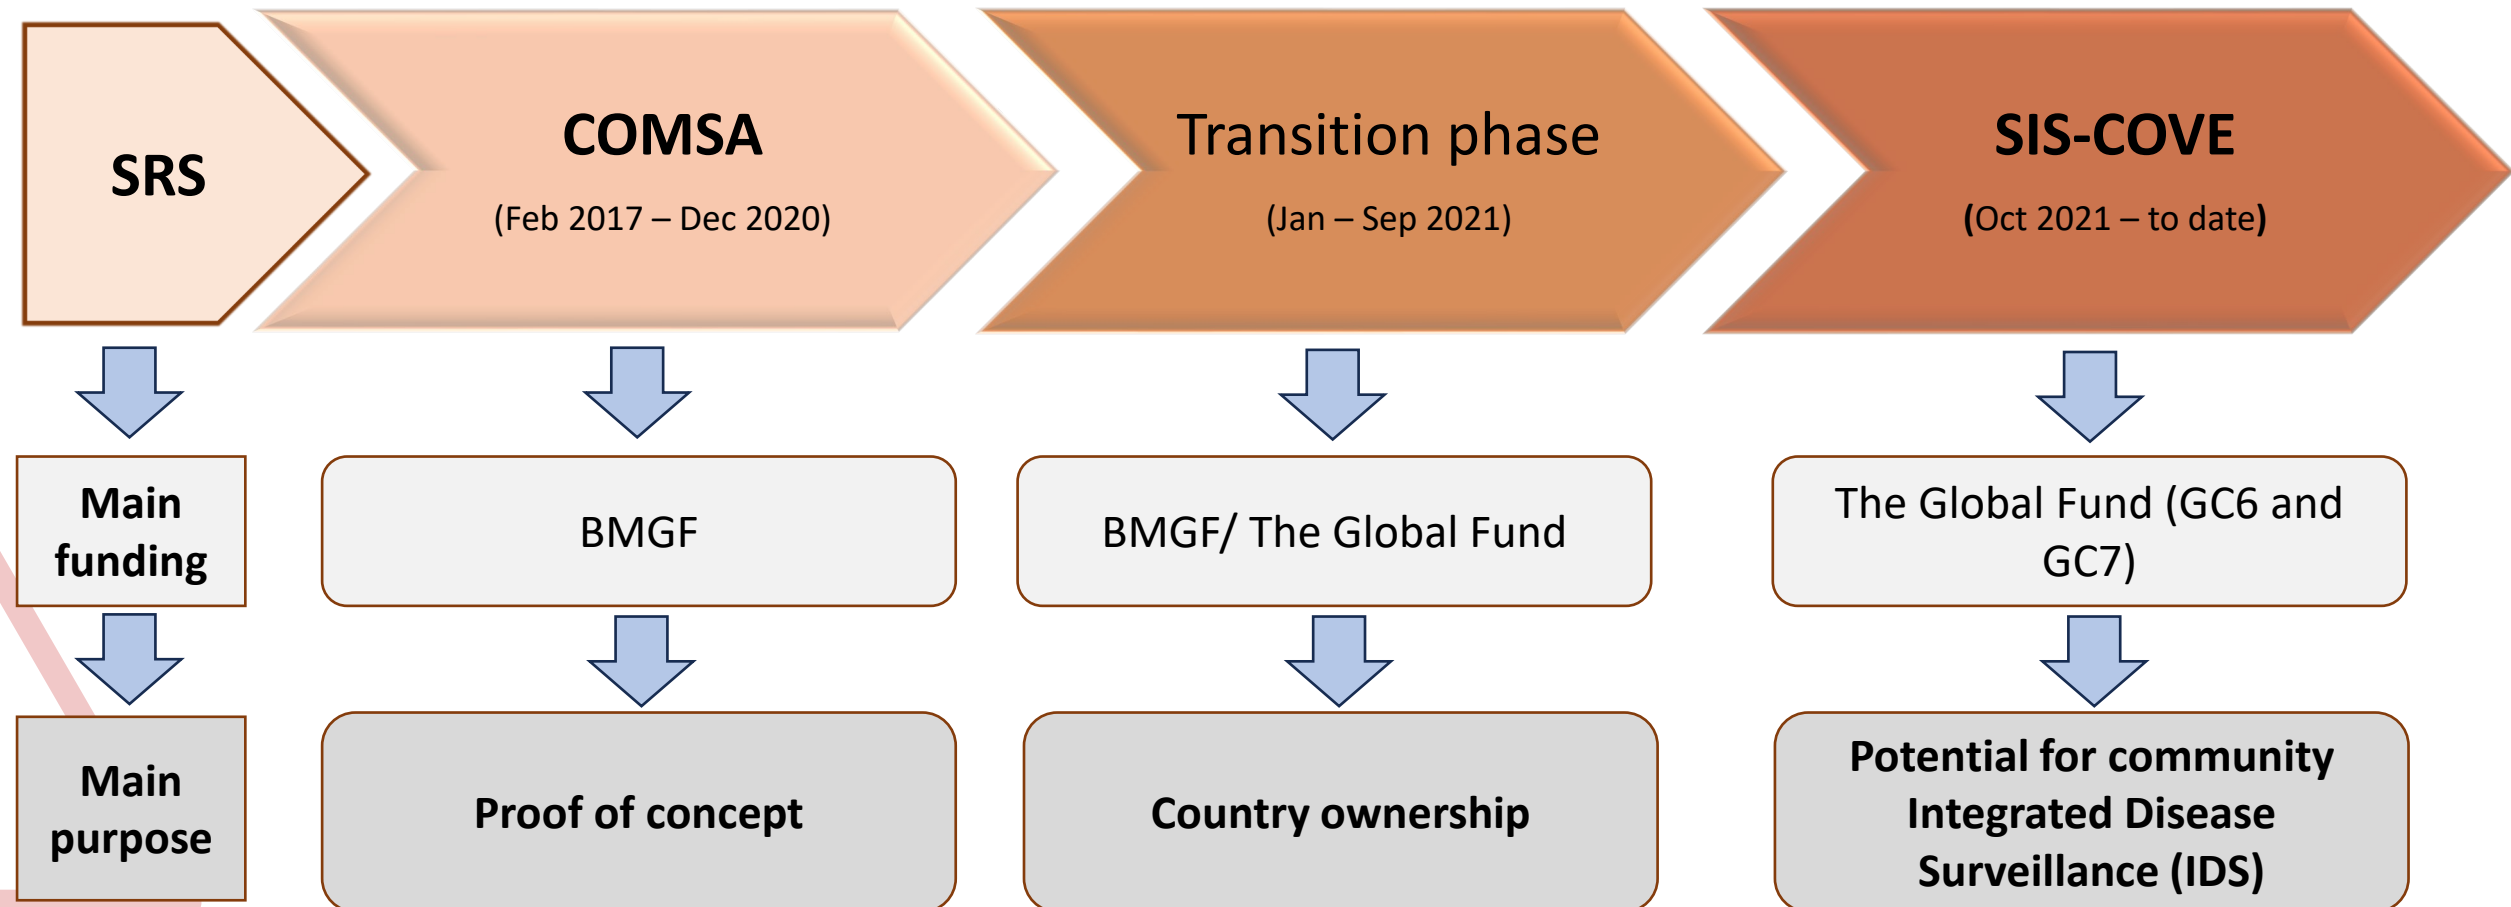 SRS
COMSA
(Feb 2017 – Dec 2020)
Transition phase
(Jan – Sep 2021)
SIS-COVE
(Oct 2021 – to date)
Main
funding
BMGF
BMGF/ The Global Fund
The Global Fund (GC6 and
GC7)
Main
purpose
Proof of concept
Country ownership
Potential for community
Integrated Disease
Surveillance (IDS)